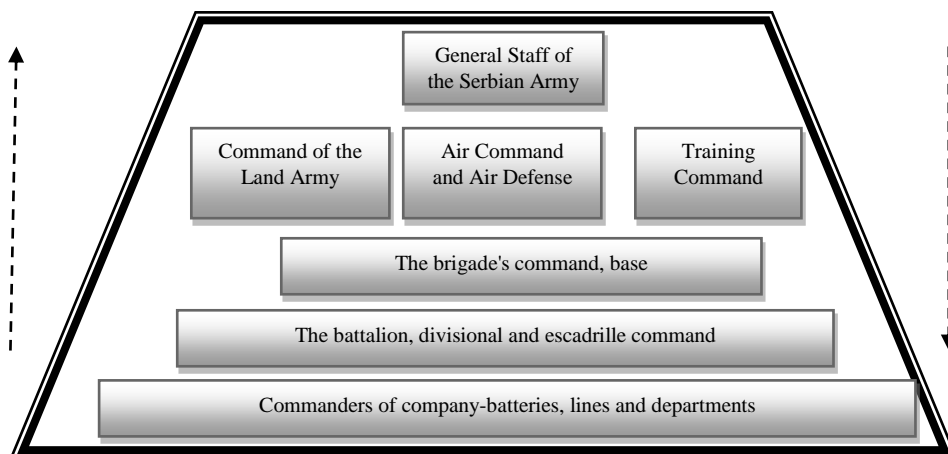 General Staff of
the Serbian Army
Command of the
Land Army
Air Command
and Air Defense
Training
Command
The brigade's command, base
The battalion, divisional and escadrille command
Commanders of company-batteries, lines and departments